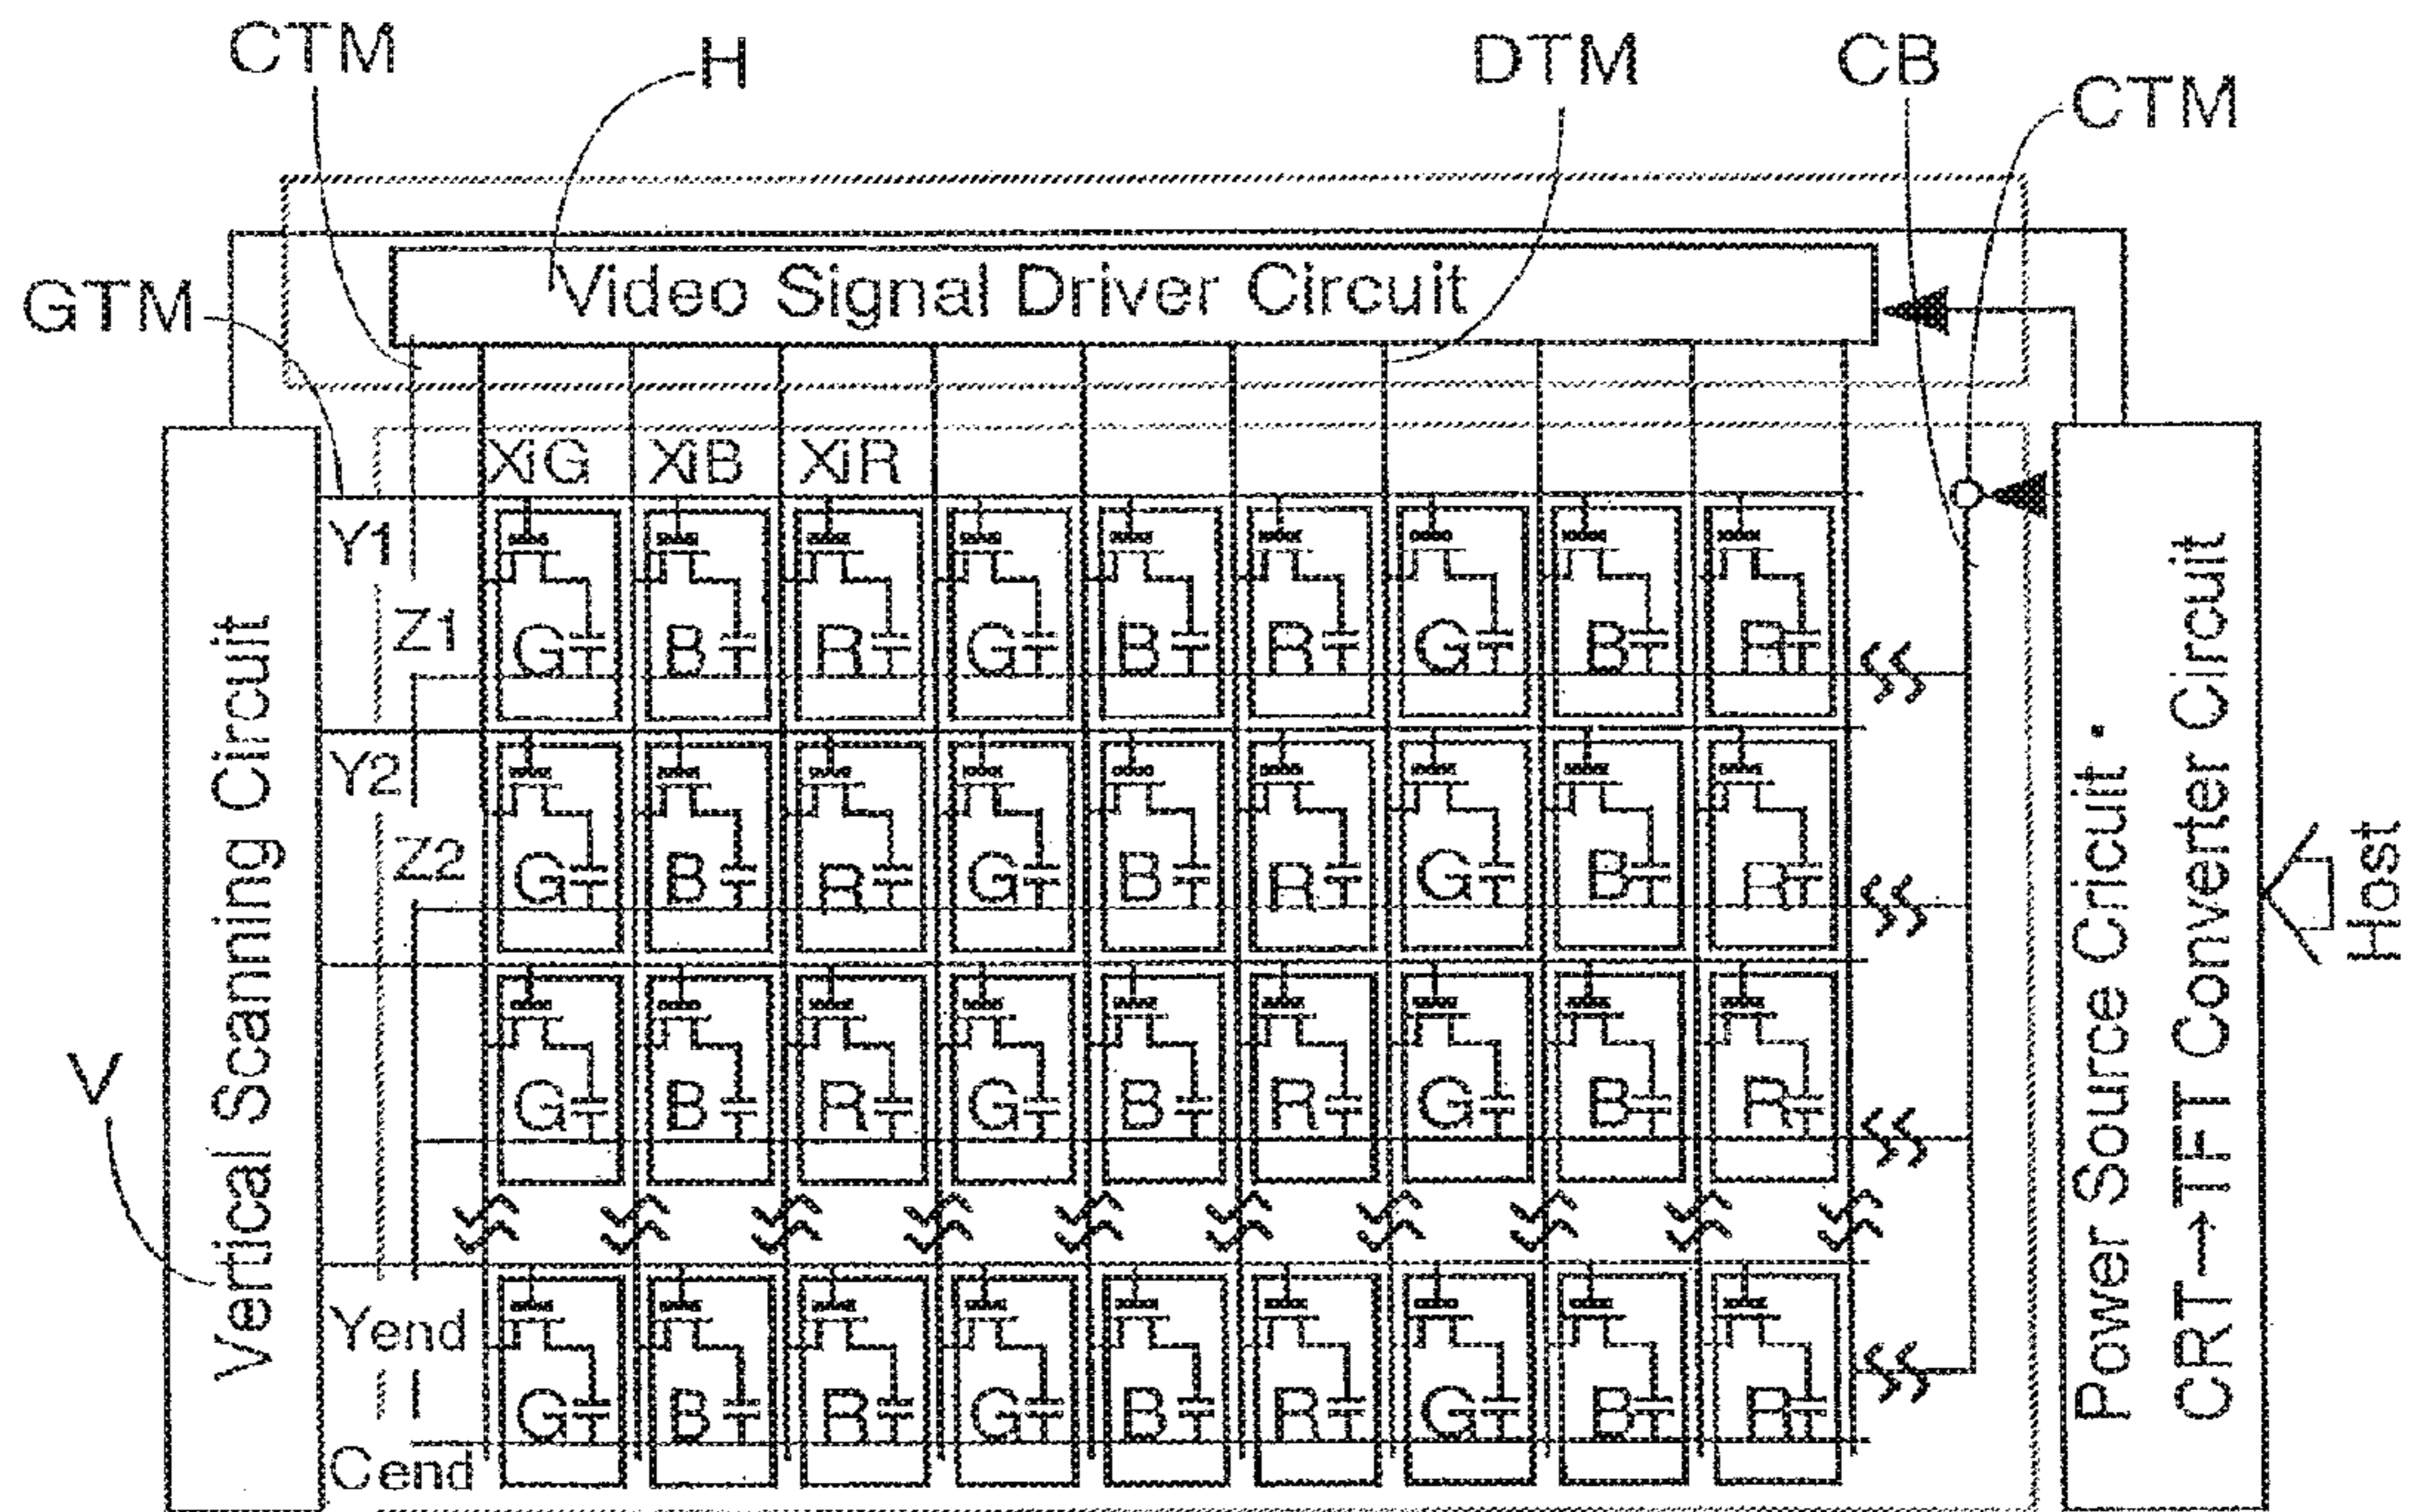 CTM
H
DTM
CB
CTM
GTM
Video Signal Driver Circuit
XiG XiB XiR
Y1
Z1
G B R G B R G B R
Y2
Z2
G B R G B R G B R
G B R G B R G B R
V
Yend
G B R G B R G B R
Cend
Vertical Scanning Circuit
Power Source Cricuit ·
CRT→TFT Converter Circuit
Host